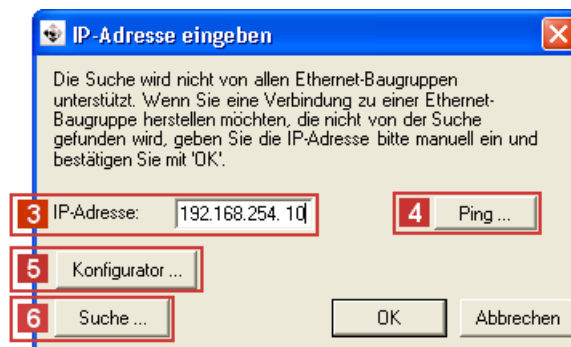 IP-Adresse eingeben
Die Suche wird nicht von allen Ethernet-Baugruppen
unterstützt. Wenn Sie eine Verbindung zu einer Ethernet-
Baugruppe herstellen möchten, die nicht von der Suche
gefunden wird, geben Sie die IP-Adresse bitte manuell ein und
bestätigen Sie mit 'OK'.
3 IP-Adresse: 192.168.254. 10 4 Ping ...
5 Konfigurator ...
6 Suche ... OK Abbrechen